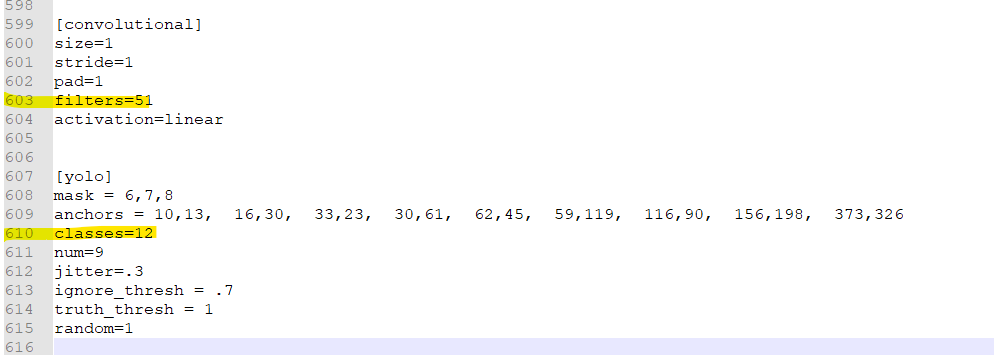 598
599 [convolutional]
600 size=1
601 stride=1
602 pad=1
603 filters=51
604 activation=linear
605
606
607 [yolo]
608 mask = 6,7,8
609 anchors = 10,13,  16,30,  33,23,  30,61,  62,45,  59,119,  116,90,  156,198,  373,326
610 classes=12
611 num=9
612 jitter=.3
613 ignore_thresh = .7
614 truth_thresh = 1
615 random=1
616